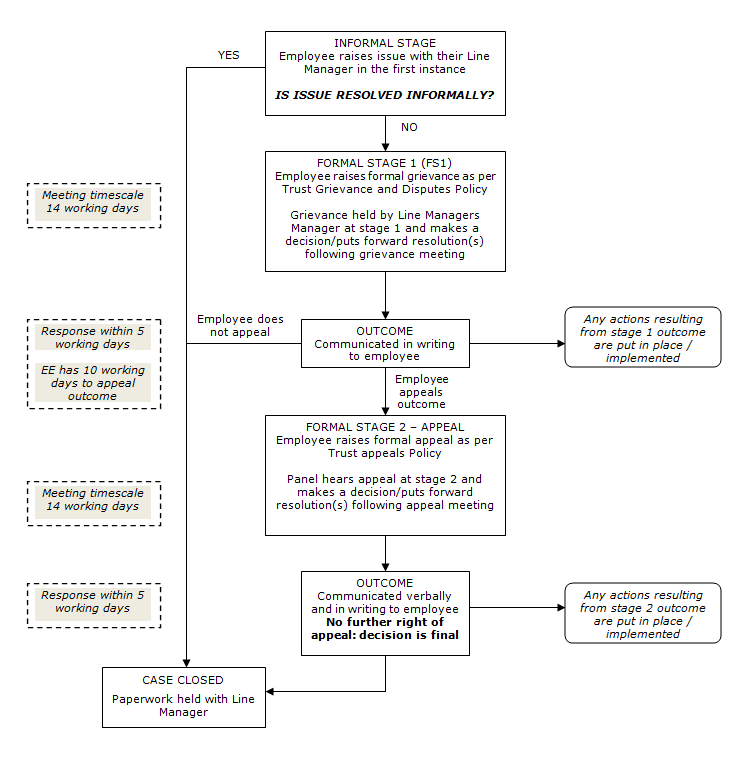 INFORMAL STAGE
Employee raises issue with their Line
Manager in the first instance
IS ISSUE RESOLVED INFORMALLY?
YES
NO
FORMAL STAGE 1 (FS1)
Employee raises formal grievance as per
Trust Grievance and Disputes Policy
Grievance held by Line Managers
Manager at stage 1 and makes a
decision/puts forward resolution(s)
following grievance meeting
Meeting timescale
14 working days
Employee does
not appeal
OUTCOME
Communicated in writing
to employee
Any actions resulting
from stage 1 outcome
are put in place /
implemented
Response within 5
working days
EE has 10 working
days to appeal
outcome
Employee
appeals
outcome
FORMAL STAGE 2 – APPEAL
Employee raises formal appeal as per
Trust appeals Policy
Panel hears appeal at stage 2 and
makes a decision/puts forward
resolution(s) following appeal meeting
Meeting timescale
14 working days
OUTCOME
Communicated verbally
and in writing to employee
No further right of
appeal: decision is final
Response within 5
working days
Any actions resulting
from stage 2 outcome
are put in place /
implemented
CASE CLOSED
Paperwork held with Line
Manager